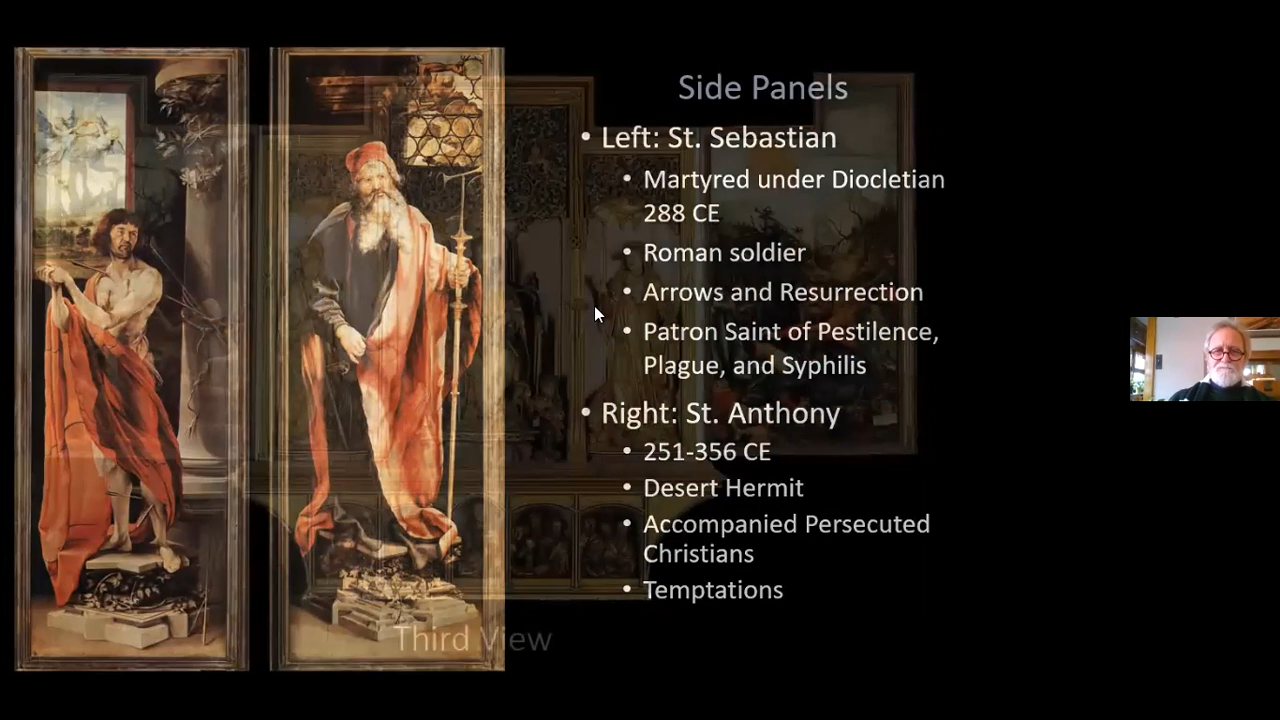 Side Panels
• Left: St. Sebastian
• Martyred under Diocletian
288 CE
• Roman soldier
• Arrows and Resurrection
• Patron Saint of Pestilence,
Plague, and Syphilis
• Right: St. Anthony
• 251-356 CE
• Desert Hermit
• Accompanied Persecuted
Christians
• Temptations
Third View